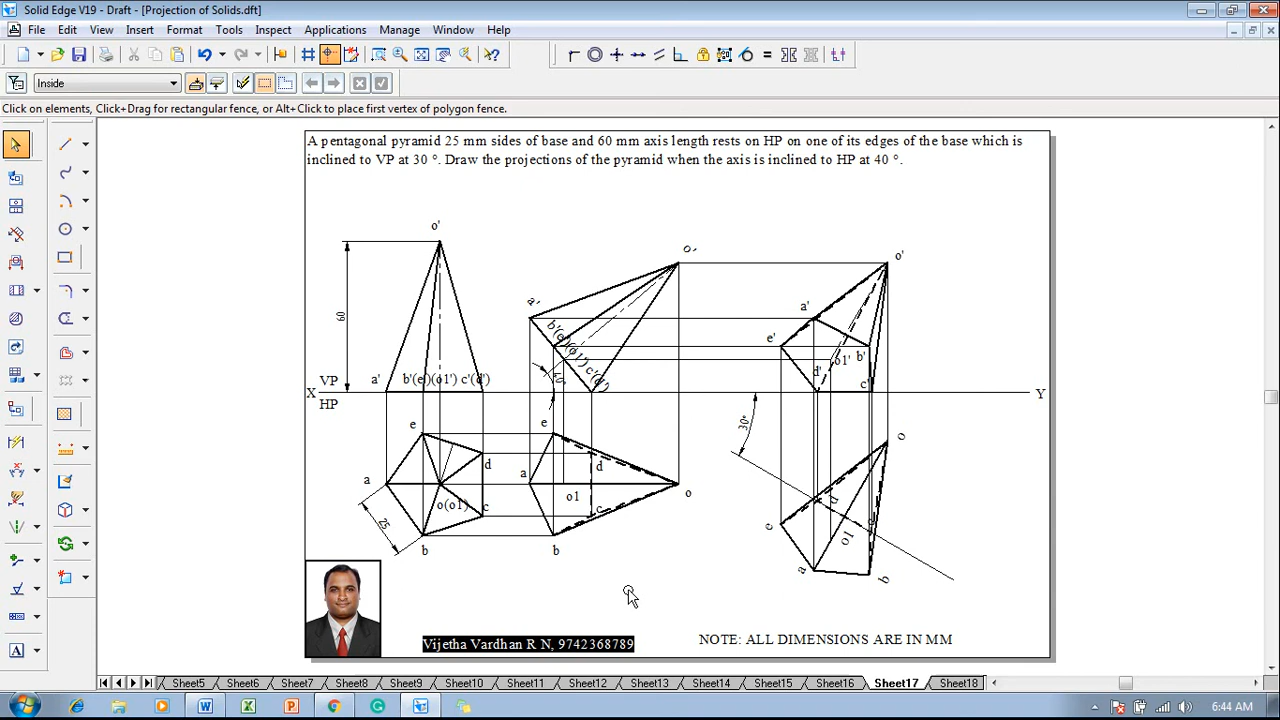 Solid Edge V19 - Draft - [Projection of Solids.dft]
File Edit View Insert Format Tools Inspect Applications Manage Window Help
Inside
Click on elements, Click+Drag for rectangular fence, or Alt+Click to place first vertex of polygon fence.
A pentagonal pyramid 25 mm sides of base and 60 mm axis length rests on HP on one of its edges of the base which is
inclined to VP at 30 °. Draw the projections of the pyramid when the axis is inclined to HP at 40 °.
o'
o'
o'
60
a'
a'
b'(e')(o1') c'(d')
e'
a'
b'
o1'
d'
c'
a'
b'(e')(o1') c'(d')
40°
X VP
HP
Y
30°
e
d
a
o(o1)
c
b
25
e
d
a
o1
c
b
o
o
d
c
e
o1
a
b
Vijetha Vardhan R N, 9742368789
NOTE: ALL DIMENSIONS ARE IN MM
Sheet5 Sheet6 Sheet7 Sheet8 Sheet9 Sheet10 Sheet11 Sheet12 Sheet13 Sheet14 Sheet15 Sheet16 Sheet17 Sheet18
6:44 AM